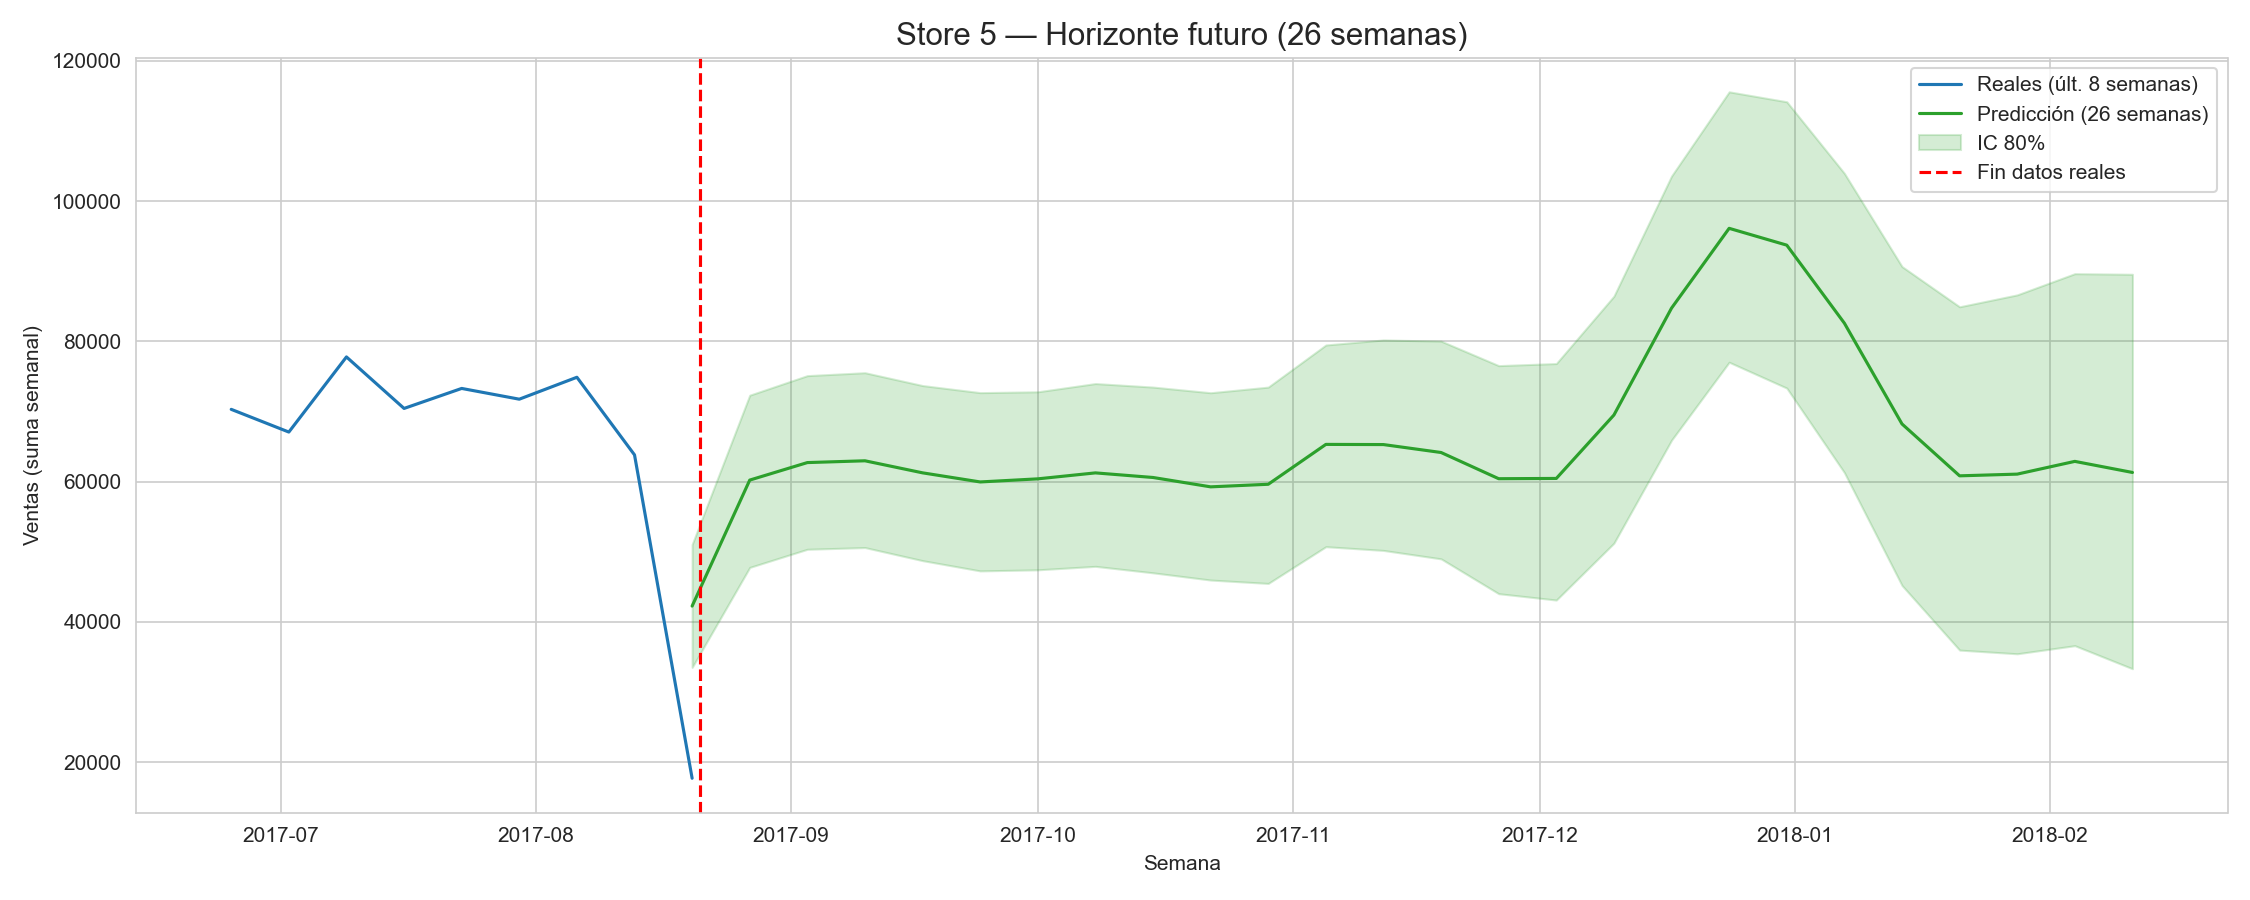 Store 5 — Horizonte futuro (26 semanas)
Reales (últ. 8 semanas)
Predicción (26 semanas)
IC 80%
Fin datos reales
Ventas (suma semanal)
120000
100000
80000
60000
40000
20000
2017-07
2017-08
2017-09
2017-10
2017-11
2017-12
2018-01
2018-02
Semana